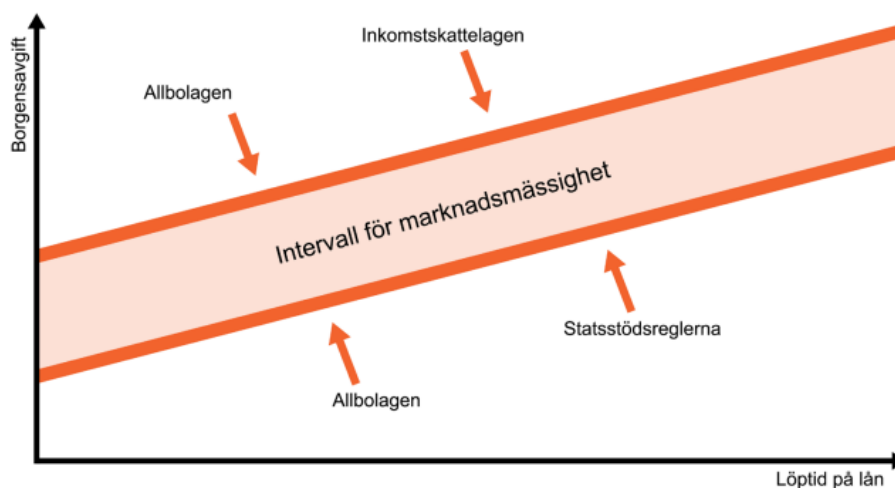 Borgensavgift
Inkomstskattelagen
Allbolagen
Intervall för marknadsmässighet
Statsstödsreglerna
Allbolagen
Löptid på lån